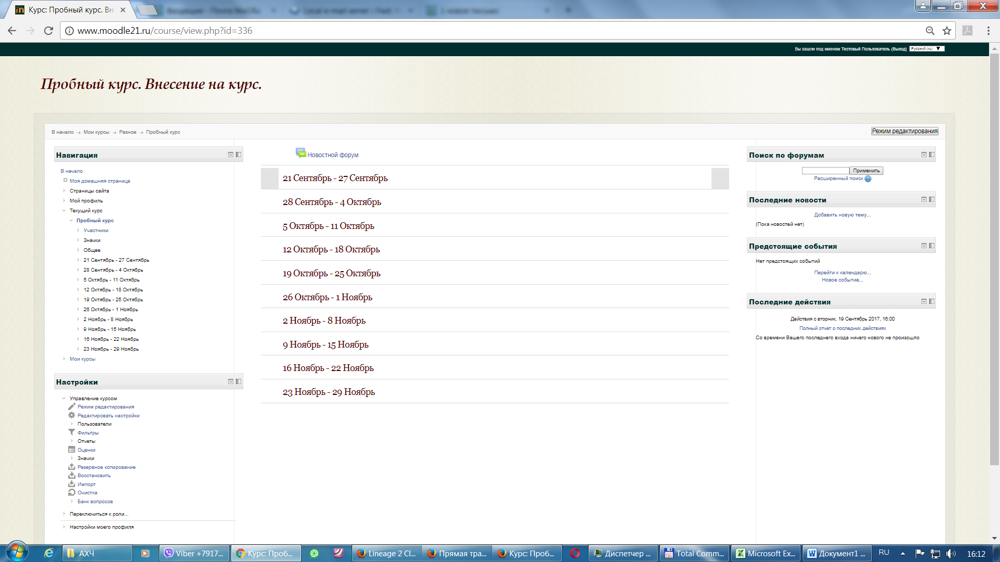 Курс: Пробный курс. Вн
www.moodle21.ru/course/view.php?id=336
Вы зашли под именем Тестовый Пользователь (Выход)
Русский (ru)
Пробный курс. Внесение на курс.
В начало → Мои курсы → Разное → Пробный курс
Режим редактирования
Навигация
В начало
Моя домашняя страница
Страницы сайта
Мой профиль
Текущий курс
Пробный курс
Участники
Значки
Общее
21 Сентябрь - 27 Сентябрь
28 Сентябрь - 4 Октябрь
5 Октябрь - 11 Октябрь
12 Октябрь - 18 Октябрь
19 Октябрь - 25 Октябрь
26 Октябрь - 1 Ноябрь
2 Ноябрь - 8 Ноябрь
9 Ноябрь - 15 Ноябрь
16 Ноябрь - 22 Ноябрь
23 Ноябрь - 29 Ноябрь
Мои курсы
Настройки
Управление курсом
Режим редактирования
Редактировать настройки
Пользователи
Фильтры
Отчеты
Оценки
Значки
Резервное копирование
Восстановить
Импорт
Очистка
Банк вопросов
Переключиться к роли...
Настройки моего профиля
Новостной форум
21 Сентябрь - 27 Сентябрь
28 Сентябрь - 4 Октябрь
5 Октябрь - 11 Октябрь
12 Октябрь - 18 Октябрь
19 Октябрь - 25 Октябрь
26 Октябрь - 1 Ноябрь
2 Ноябрь - 8 Ноябрь
9 Ноябрь - 15 Ноябрь
16 Ноябрь - 22 Ноябрь
23 Ноябрь - 29 Ноябрь
Поиск по форумам
Применить
Расширенный поиск
Последние новости
Добавить новую тему...
(Пока новостей нет)
Предстоящие события
Нет предстоящих событий
Перейти к календарю...
Новое событие...
Последние действия
Действия с вторник, 19 Сентябрь 2017, 16:00
Полный отчет о последних действиях
Со времени Вашего последнего входа ничего нового не произошло
АХЧ
Viber +7917...
Курс: Проб...
Lineage 2 Cl...
Прямая тра...
Курс: Проб...
Диспетчер ...
Total Comm...
Microsoft Ex...
Документ1 ...
RU
16:12